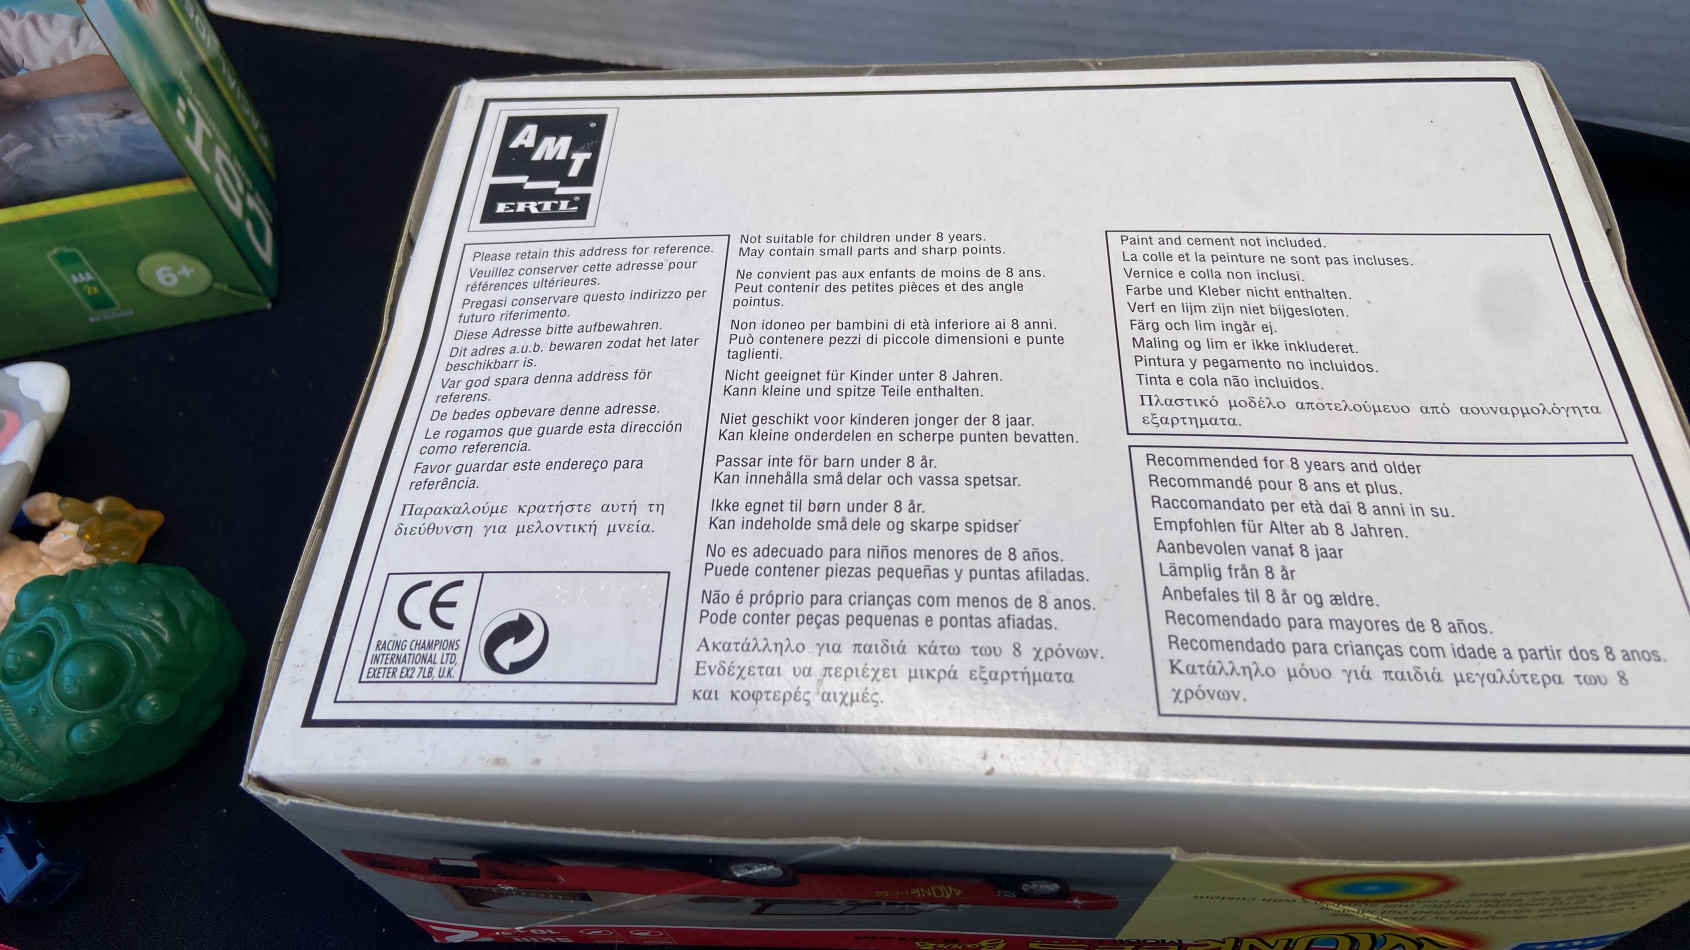 AMT
ERTL
Please retain this address for reference.
Veuillez conserver cette adresse pour
références ultérieures.
Pregasi conservare questo indirizzo per
futuro riferimento.
Diese Adresse bitte aufbewahren.
Dit adres a.u.b. bewaren zodat het later
beschikbarr is.
Var god spara denna address för
referens.
De bedes opbevare denne adresse.
Le rogamos que guarde esta dirección
como referencia.
Favor guardar este endereço para
referência.
Παρακαλούμε κρατήστε αυτή τη
διεύθυνση για μελοντική μνεία.
CE
RACING CHAMPIONS
INTERNATIONAL LTD,
EXETER EX2 7LB, U.K.
Not suitable for children under 8 years.
May contain small parts and sharp points.
Ne convient pas aux enfants de moins de 8 ans.
Peut contenir des petites pièces et des angle
pointus.
Non idoneo per bambini di età inferiore ai 8 anni.
Può contenere pezzi di piccole dimensioni e punte
taglienti.
Nicht geeignet für Kinder unter 8 Jahren.
Kann kleine und spitze Teile enthalten.
Niet geschikt voor kinderen jonger der 8 jaar.
Kan kleine onderdelen en scherpe punten bevatten.
Passar inte för barn under 8 år.
Kan innehålla små delar och vassa spetsar.
Ikke egnet til børn under 8 år.
Kan indeholde små dele og skarpe spidser
No es adecuado para niños menores de 8 años.
Puede contener piezas pequeñas y puntas afiladas.
Não é próprio para crianças com menos de 8 anos.
Pode conter peças pequenas e pontas afiadas.
Ακατάλληλο για παιδιά κάτω τωυ 8 χρόνων.
Ενδέχεται υα περιέχει μικρά εξαρτήματα
και κοφτερές αιχμές.
Paint and cement not included.
La colle et la peinture ne sont pas incluses.
Vernice e colla non inclusi.
Farbe und Kleber nicht enthalten.
Verf en lijm zijn niet bijgesloten.
Färg och lim ingår ej.
Maling og lim er ikke inkluderet.
Pintura y pegamento no incluidos.
Tinta e cola não incluidos.
Πλαστικό μοδέλο απότελούμευο από αουναρμολόγητα
εξαρτηματα.
Recommended for 8 years and older
Recommandé pour 8 ans et plus.
Raccomandato per età dai 8 anni in su.
Empfohlen für Alter ab 8 Jahren.
Aanbevolen vanaf 8 jaar
Lämplig från 8 år
Anbefales til 8 år og ældre.
Recomendado para mayores de 8 años.
Recomendado para crianças com idade a partir dos 8 anos.
Κατάλληλο μόυο γιά παιδιά μεγαλύτερα τωυ 8
χρόνων.
CSI:
AAA
2x
6+